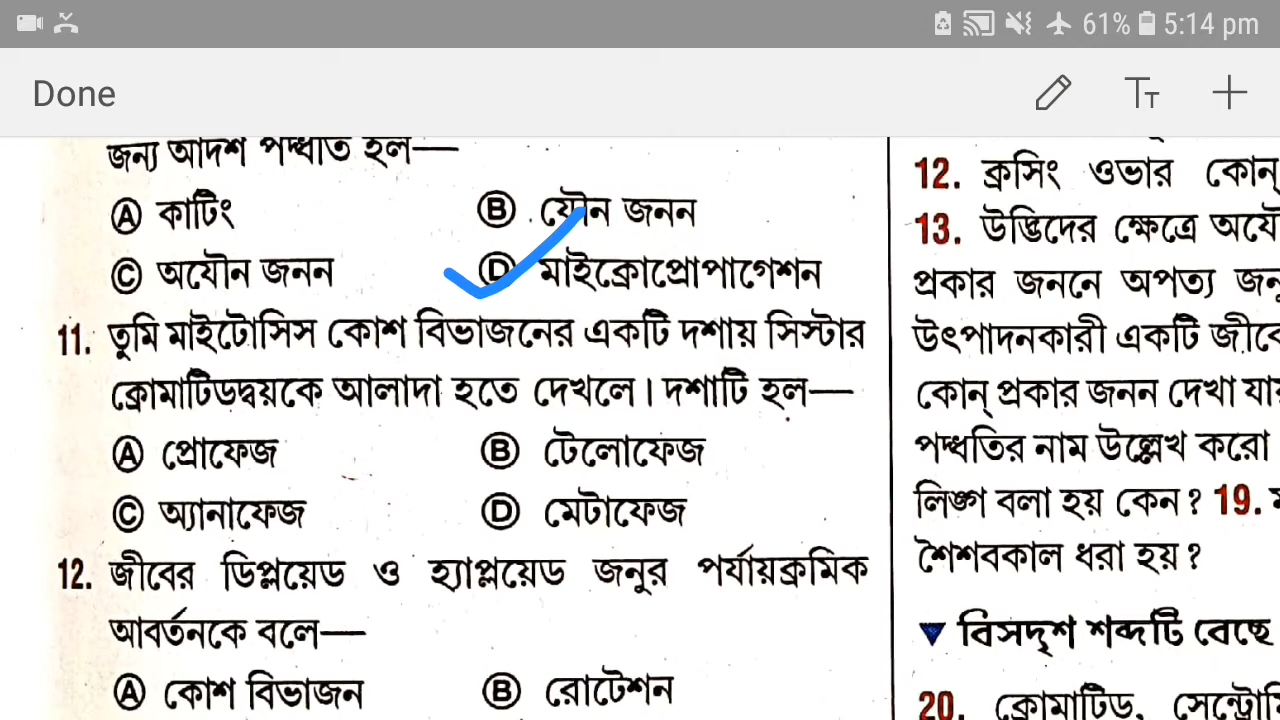 61% 5:14 pm
Done
জন্য আদর্শ পদ্ধতি হল—
Ⓐ কাটিং Ⓑ যৌন জনন
Ⓒ অযৌন জনন Ⓓ মাইক্রোপ্রোপাগেশন
11. তুমি মাইটোসিস কোশ বিভাজনের একটি দশায় সিস্টার
ক্রোমাটিডদ্বয়কে আলাদা হতে দেখলে। দশাটি হল—
Ⓐ প্রোফেজ Ⓑ টেলোফেজ
Ⓒ অ্যানাফেজ Ⓓ মেটাফেজ
12. জীবের ডিপ্লয়েড ও হ্যাপ্লয়েড জনুর পর্যায়ক্রমিক
আবর্তনকে বলে—
Ⓐ কোশ বিভাজন Ⓑ রোটেশন
12. ক্রসিং ওভার কোন্
13. উদ্ভিদের ক্ষেত্রে অযৌ
প্রকার জননে অপত্য জনু
উৎপাদনকারী একটি জীবে
কোন্ প্রকার জনন দেখা যা
পদ্ধতির নাম উল্লেখ করো
লিঙ্গ বলা হয় কেন? 19.
শৈশবকাল ধরা হয়?
▼ বিসদৃশ শব্দটি বেছে
20. ক্রোমাটিড, সেন্ট্রোমি